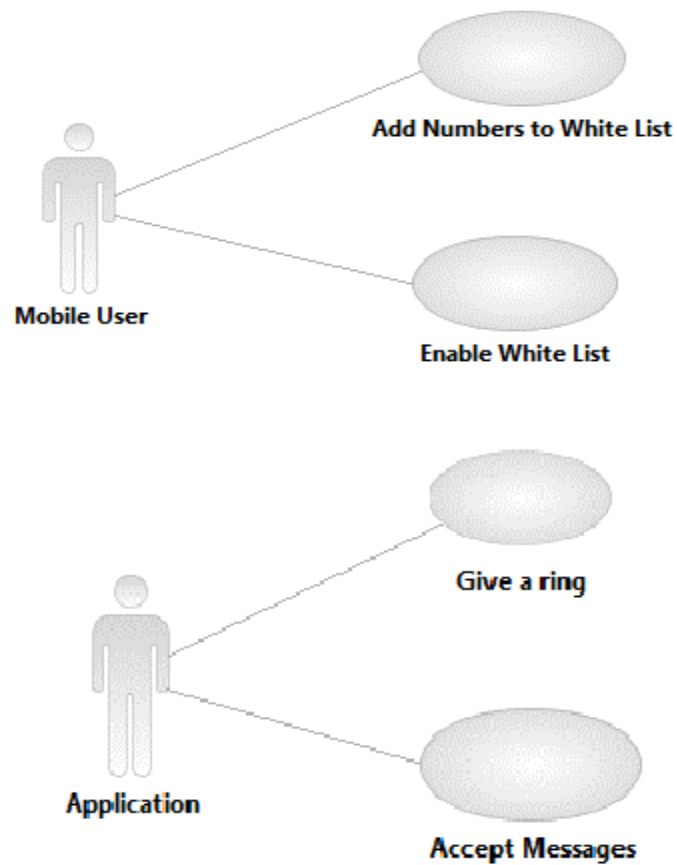 Add Numbers to White List
Mobile User
Enable White List
Give a ring
Application
Accept Messages